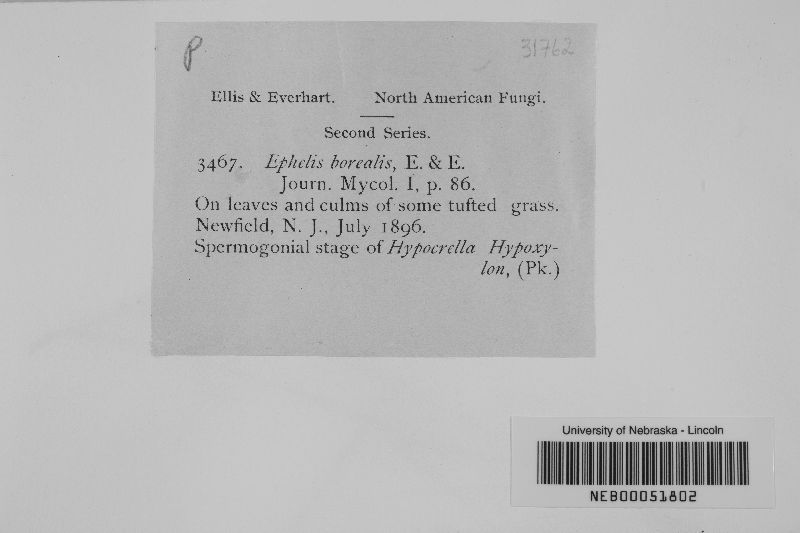 P 31762
Ellis & Everhart. North American Fungi.
Second Series.
3467. Ephelis borealis, E. & E.
Journ. Mycol. I, p. 86.
On leaves and culms of some tufted grass.
Newfield, N. J., July 1896.
Spermogonial stage of Hypocrella Hypoxy-
lon, (Pk.)
University of Nebraska - Lincoln
NEB00051802